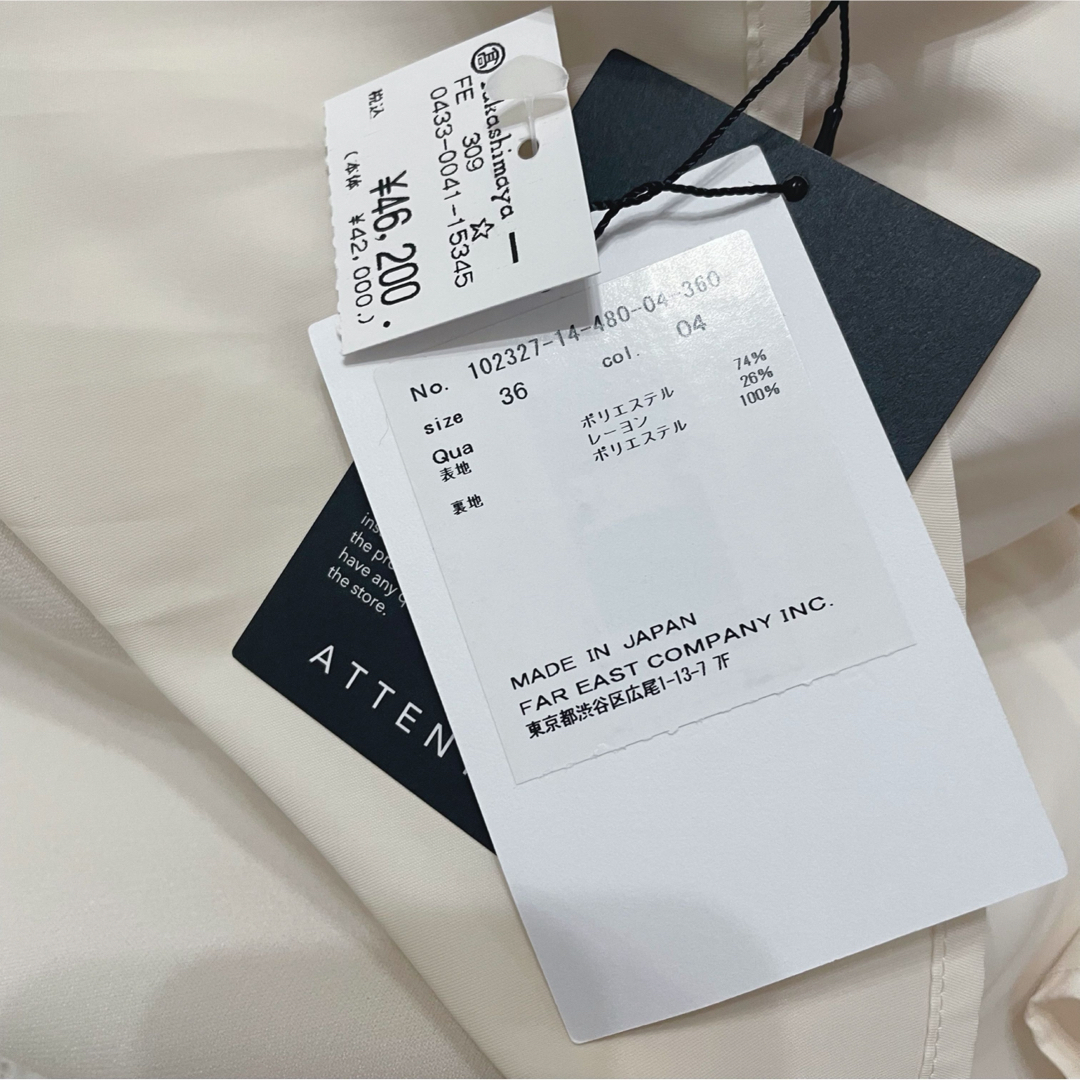 高 Takashimaya
FE 309 ☆
0433-0041-15345
税込 ¥46,200.
(本体 ¥42,000.)
No. 102327-14-480-04-360
size 36 col. 04
Qua
表地 ポリエステル 74%
レーヨン 26%
裏地 ポリエステル 100%
MADE IN JAPAN
FAR EAST COMPANY INC.
東京都渋谷区広尾1-13-7 7F
the
have any
the store.
ATTEN